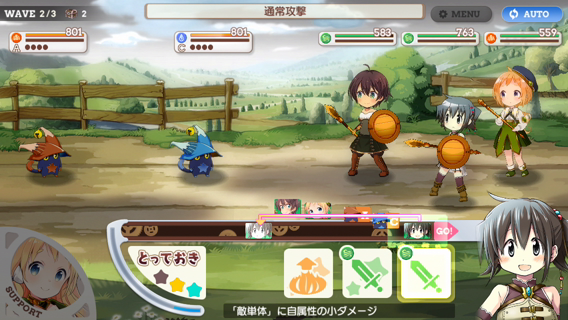 WAVE 2/3 2
通常攻撃
MENU
AUTO
801
A
801
C
583
763
559
GO!
とっておき
SUPPORT
「敵単体」に自属性の小ダメージ